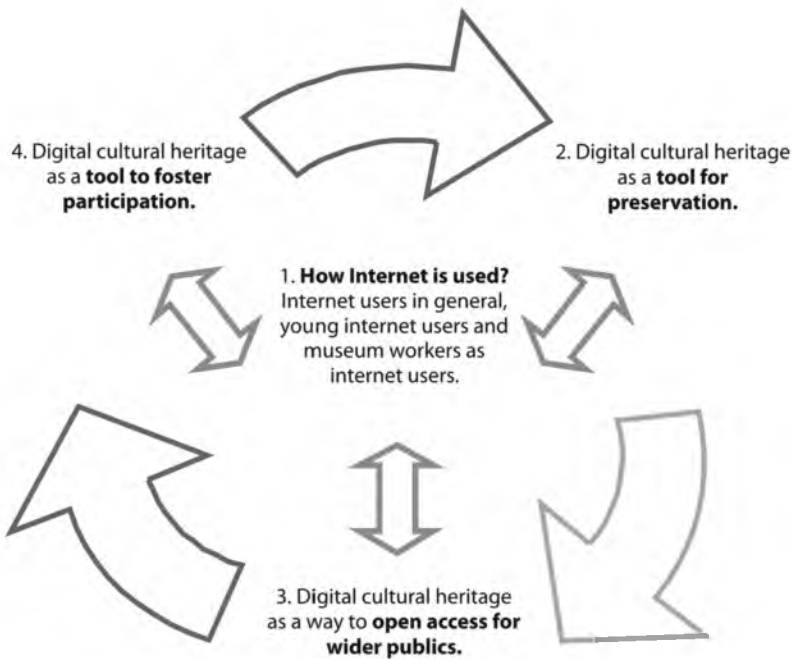 4. Digital cultural heritage
as a tool to foster
participation.
2. Digital cultural heritage
as a tool for
preservation.
1. How Internet is used?
Internet users in general,
young internet users and
museum workers as
internet users.
3. Digital cultural heritage
as a way to open access for
wider publics.